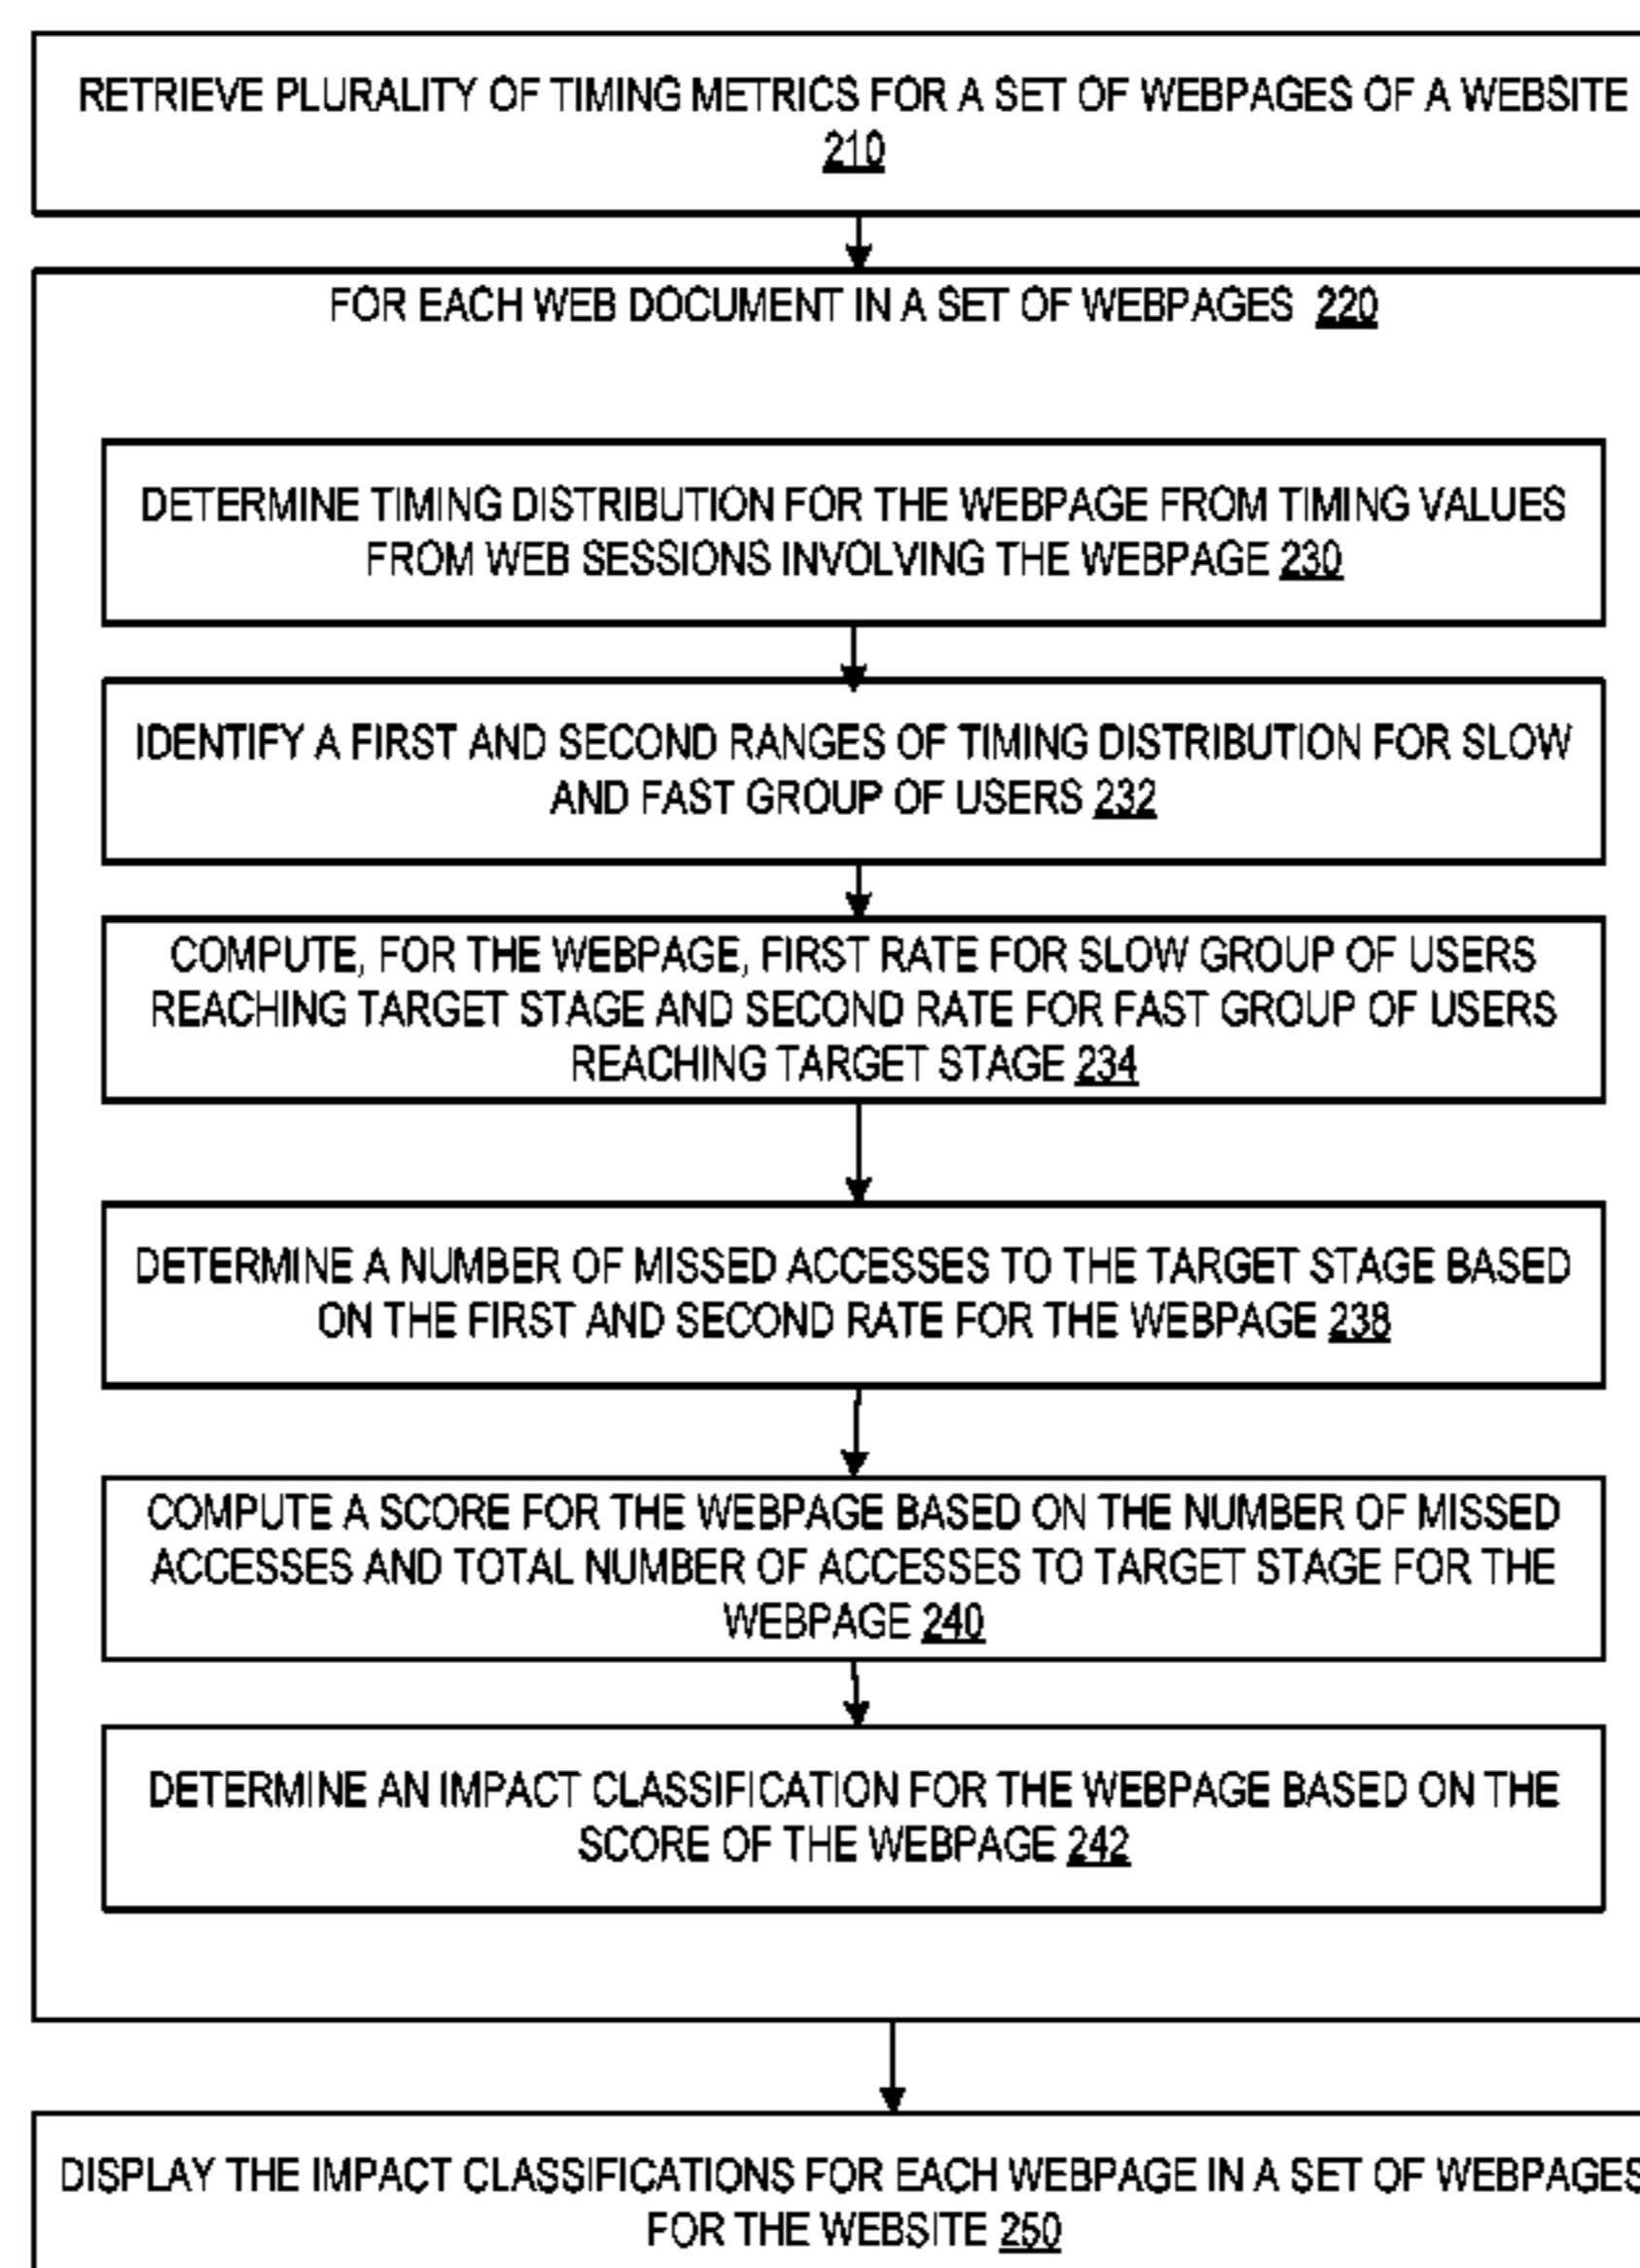 RETRIEVE PLURALITY OF TIMING METRICS FOR A SET OF WEBPAGES OF A WEBSITE
210
FOR EACH WEB DOCUMENT IN A SET OF WEBPAGES 220
DETERMINE TIMING DISTRIBUTION FOR THE WEBPAGE FROM TIMING VALUES
FROM WEB SESSIONS INVOLVING THE WEBPAGE 230
IDENTIFY A FIRST AND SECOND RANGES OF TIMING DISTRIBUTION FOR SLOW
AND FAST GROUP OF USERS 232
COMPUTE, FOR THE WEBPAGE, FIRST RATE FOR SLOW GROUP OF USERS
REACHING TARGET STAGE AND SECOND RATE FOR FAST GROUP OF USERS
REACHING TARGET STAGE 234
DETERMINE A NUMBER OF MISSED ACCESSES TO THE TARGET STAGE BASED
ON THE FIRST AND SECOND RATE FOR THE WEBPAGE 238
COMPUTE A SCORE FOR THE WEBPAGE BASED ON THE NUMBER OF MISSED
ACCESSES AND TOTAL NUMBER OF ACCESSES TO TARGET STAGE FOR THE
WEBPAGE 240
DETERMINE AN IMPACT CLASSIFICATION FOR THE WEBPAGE BASED ON THE
SCORE OF THE WEBPAGE 242
DISPLAY THE IMPACT CLASSIFICATIONS FOR EACH WEBPAGE IN A SET OF WEBPAGES
FOR THE WEBSITE 250